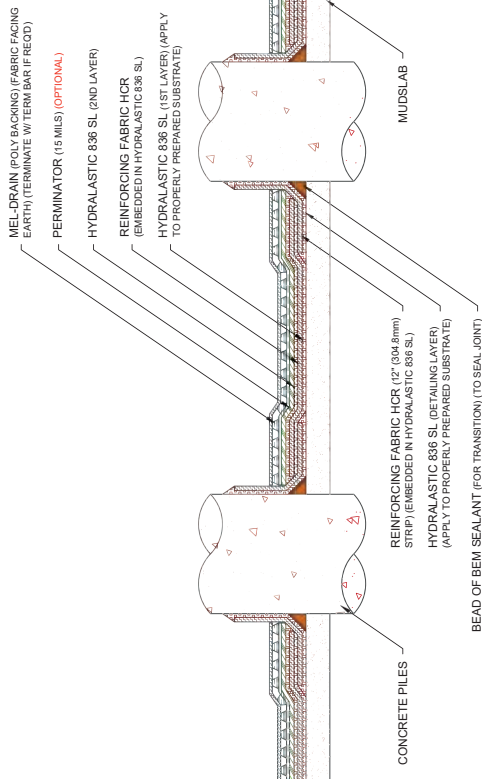 MEL-DRAIN (POLY BACKING) (FABRIC FACING
EARTH) (TERMINATE W/ TERM BAR IF REQ'D)
PERMINATOR (15 MILS) (OPTIONAL)
HYDRALASTIC 836 SL (2ND LAYER)
REINFORCING FABRIC HCR
(EMBEDDED IN HYDRALASTIC 836 SL)
HYDRALASTIC 836 SL (1ST LAYER) (APPLY
TO PROPERLY PREPARED SUBSTRATE)
MUDSLAB
CONCRETE PILES
REINFORCING FABRIC HCR (12" (304.8mm)
STRIP) (EMBEDDED IN HYDRALASTIC 836 SL)
HYDRALASTIC 836 SL (DETAILING LAYER)
(APPLY TO PROPERLY PREPARED SUBSTRATE)
BEAD OF BEM SEALANT (FOR TRANSITION) (TO SEAL JOINT)